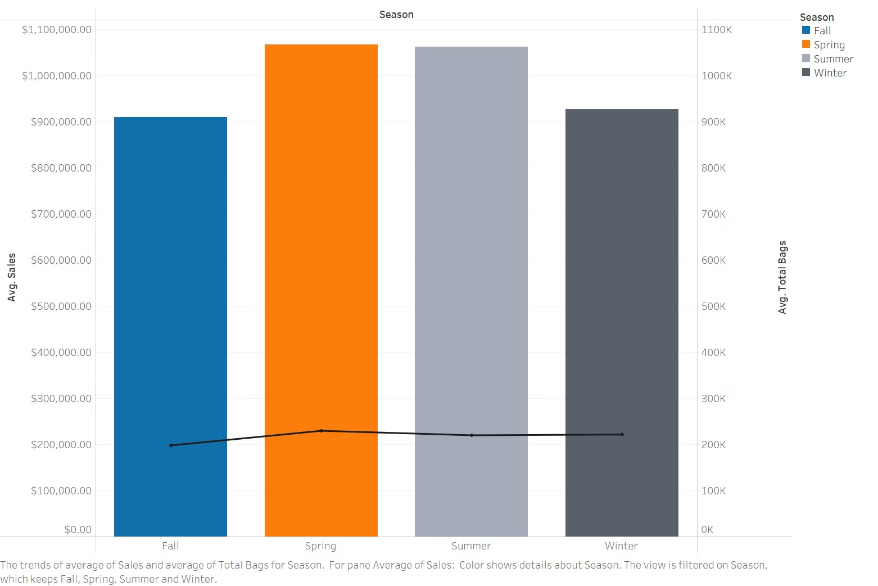 Season
Season
Fall
Spring
Summer
Winter
$1,100,000.00
1100K
$1,000,000.00
1000K
$900,000.00
900K
$800,000.00
800K
$700,000.00
700K
$600,000.00
600K
$500,000.00
500K
$400,000.00
400K
$300,000.00
300K
$200,000.00
200K
$100,000.00
100K
$0.00
0K
Avg. Sales
Avg. Total Bags
Fall
Spring
Summer
Winter
The trends of average of Sales and average of Total Bags for Season.  For pane Average of Sales:  Color shows details about Season. The view is filtered on Season,
which keeps Fall, Spring, Summer and Winter.